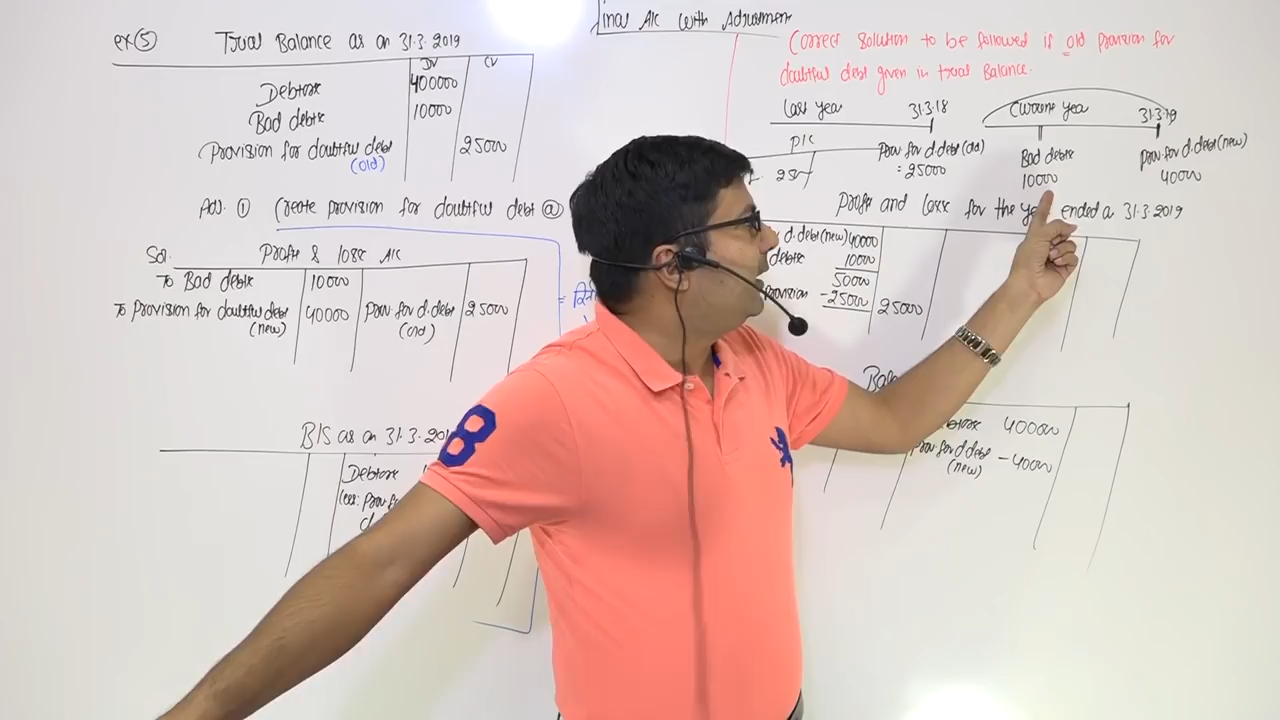 Final A/C with Adjustment
ex (5) Trial Balance as on 31.3.2019
Dr Cr
Debtors 400000
Bad debts 10000
Provision for doubtful debt 25000
(old)
Adj. ① Create provision for doubtful debt @
Sol. Profit & loss A/C
To Bad debts 10000
To Provision for doubtful debt 40000 Prov for d.debt 25000
(new) (old)
B/S as on 31.3.201
Debtors
(less: Prov
Correct solution to be followed is old provision for
doubtful debt given in trial Balance.
last year 31.3.18 Current year 31.3.19
P/L Prov for d.debt (old) Bad debts Prov for d.debt (new)
= 25000 10000 40000
Profit and loss for the year ended on 31.3.2019
d.debt (new) 40000
debts 10000
50000
provision -25000 25000
Bala
400000
Prov for d.debt - 40000
(new)
8